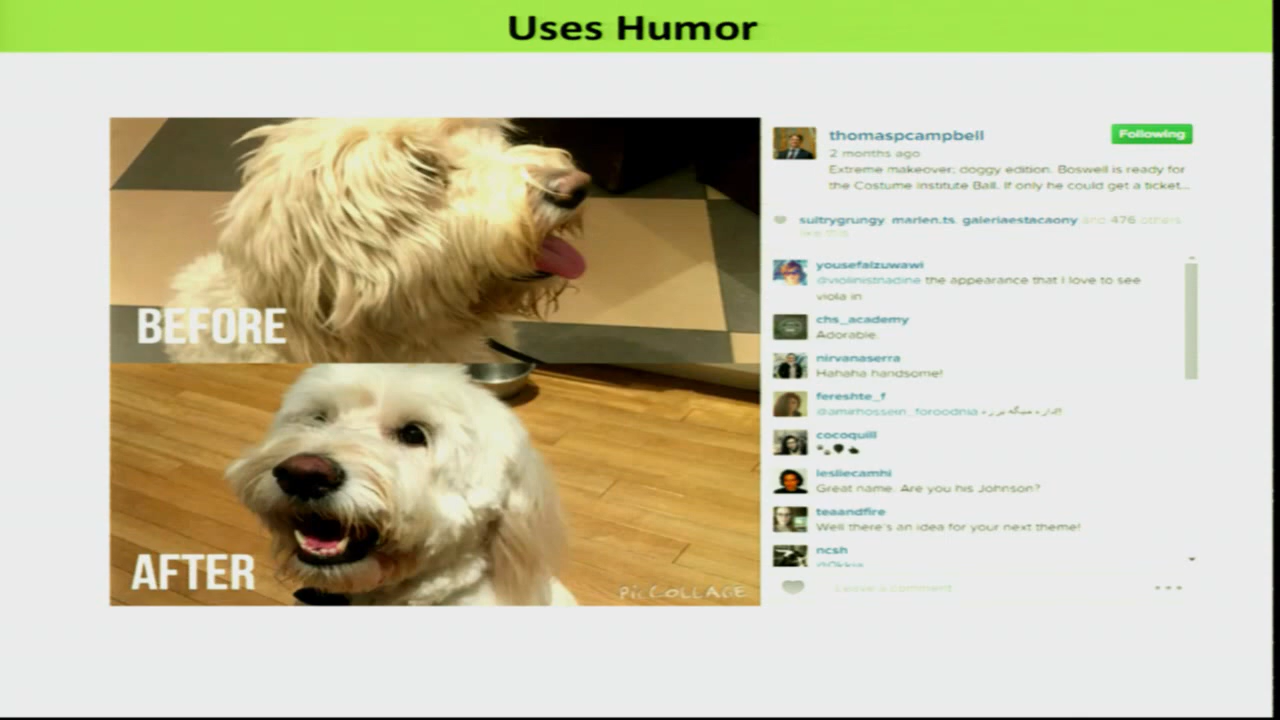 Uses Humor
BEFORE
AFTER
PiCCOLLAGE
thomaspcampbell
Following
2 months ago
Extreme makeover: doggy edition. Boswell is ready for
the Costume Institute Ball. If only he could get a ticket...
sultrygrungy, marlen.ts, galeriaestacaony and 476 others
like this.
yousefalzuwawi
@violinistnadine the appearance that I love to see
viola in
chs_academy
Adorable.
nirvanaserra
Hahaha handsome!
fereshte_f
@amirhossein_foroodnia
cocoquill
lesliecamhi
Great name. Are you his Johnson?
teaandfire
Well there's an idea for your next theme!
ncsh
Leave a comment